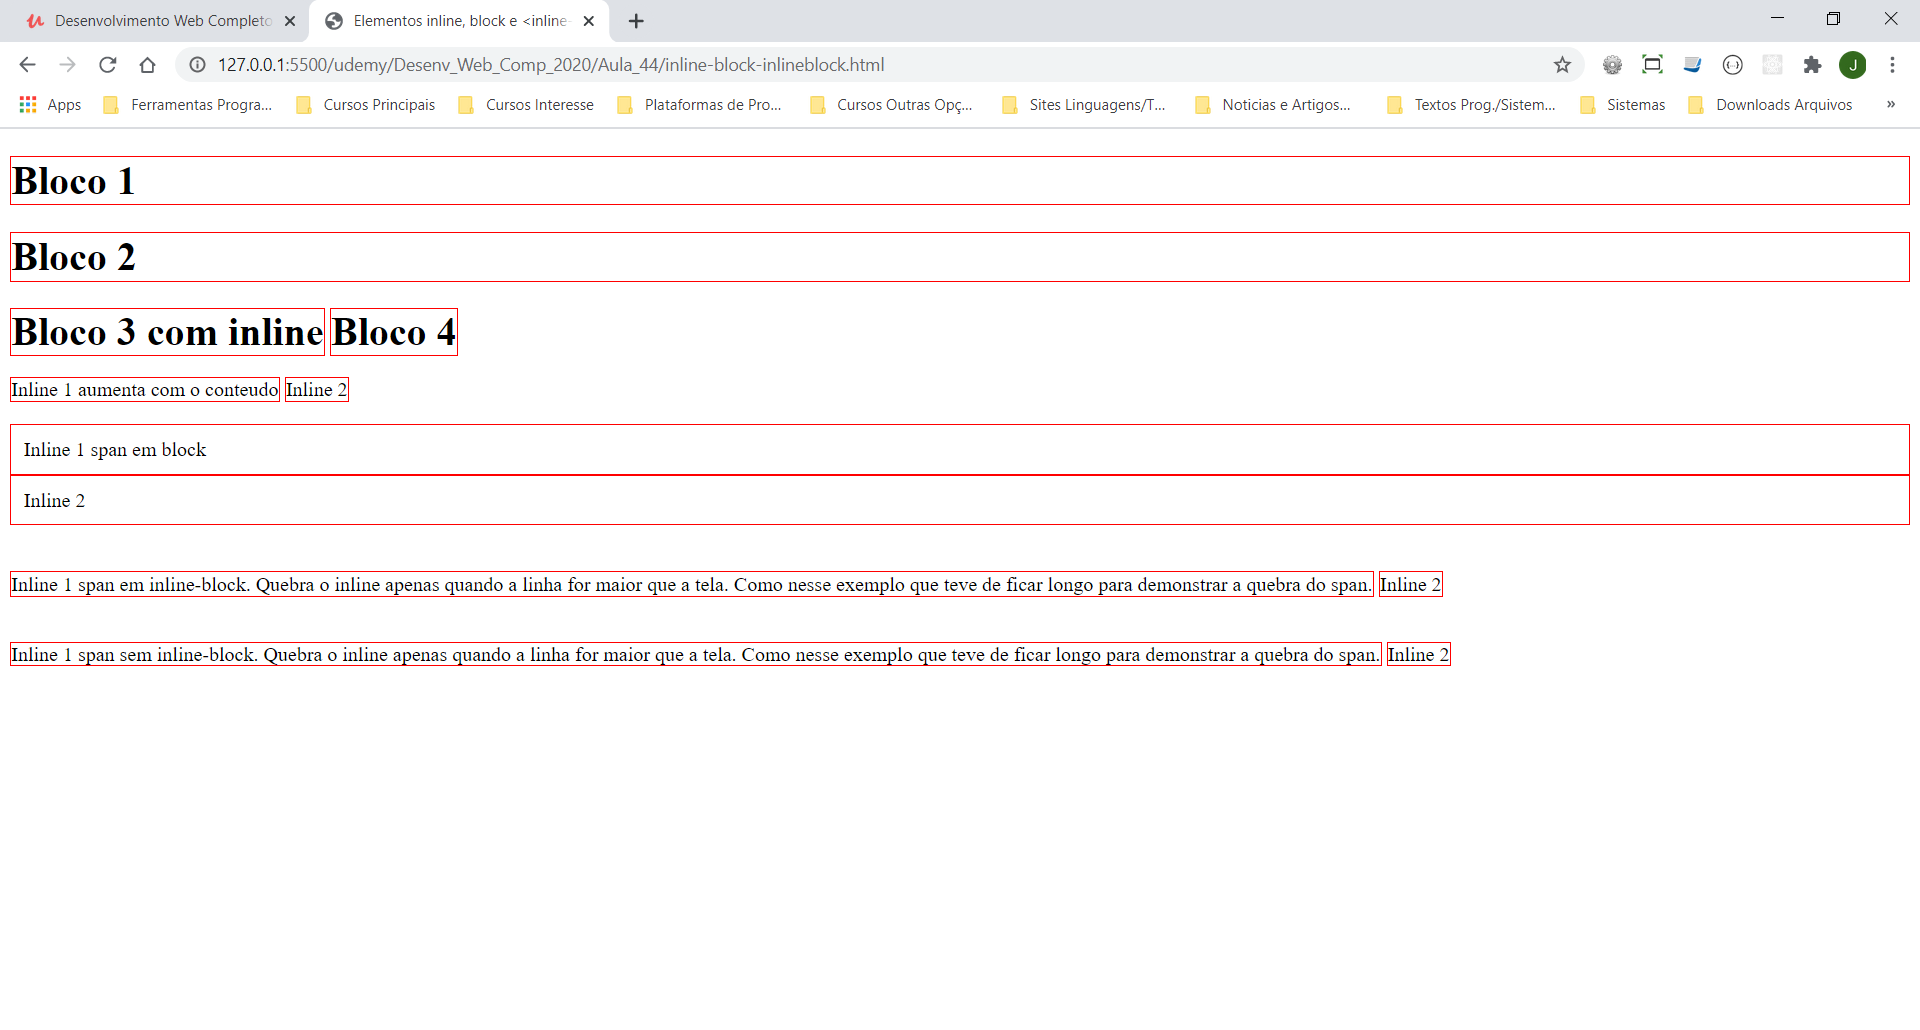 Desenvolvimento Web Completo
Elementos inline, block e <inline-
127.0.0.1:5500/udemy/Desenv_Web_Comp_2020/Aula_44/inline-block-inlineblock.html
J
Apps Ferramentas Progra... Cursos Principais Cursos Interesse Plataformas de Pro... Cursos Outras Opç... Sites Linguagens/T... Noticias e Artigos... Textos Prog./Sistem... Sistemas Downloads Arquivos »
Bloco 1
Bloco 2
Bloco 3 com inline Bloco 4
Inline 1 aumenta com o conteudo Inline 2
Inline 1 span em block
Inline 2
Inline 1 span em inline-block. Quebra o inline apenas quando a linha for maior que a tela. Como nesse exemplo que teve de ficar longo para demonstrar a quebra do span. Inline 2
Inline 1 span sem inline-block. Quebra o inline apenas quando a linha for maior que a tela. Como nesse exemplo que teve de ficar longo para demonstrar a quebra do span. Inline 2